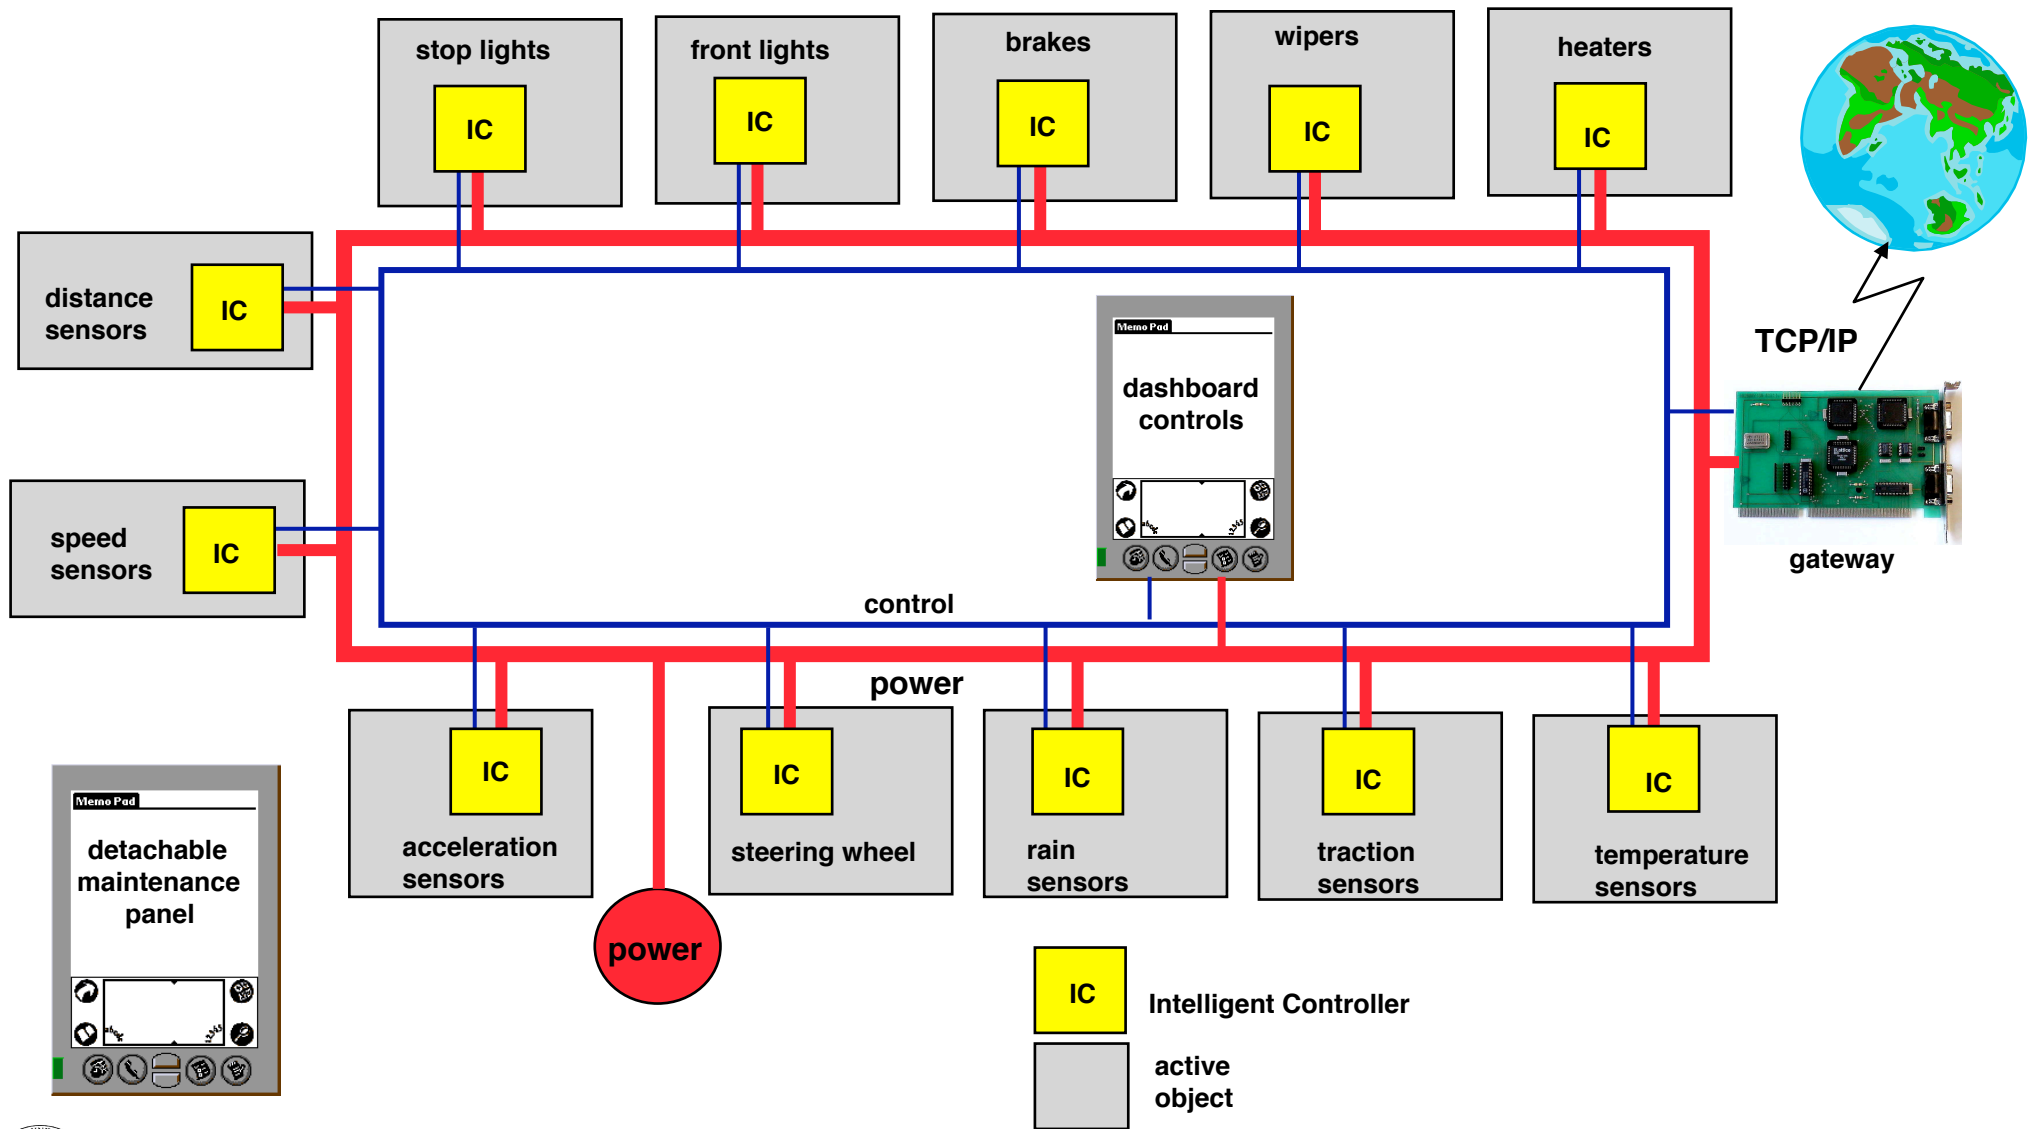 stop lights
IC
front lights
IC
brakes
IC
wipers
IC
heaters
IC
distance
sensors
IC
Memo Pad
dashboard
controls
TCP/IP
gateway
speed
sensors
IC
control
power
IC
acceleration
sensors
IC
steering wheel
IC
rain
sensors
IC
traction
sensors
IC
temperature
sensors
Memo Pad
detachable
maintenance
panel
power
IC
Intelligent Controller
active
object